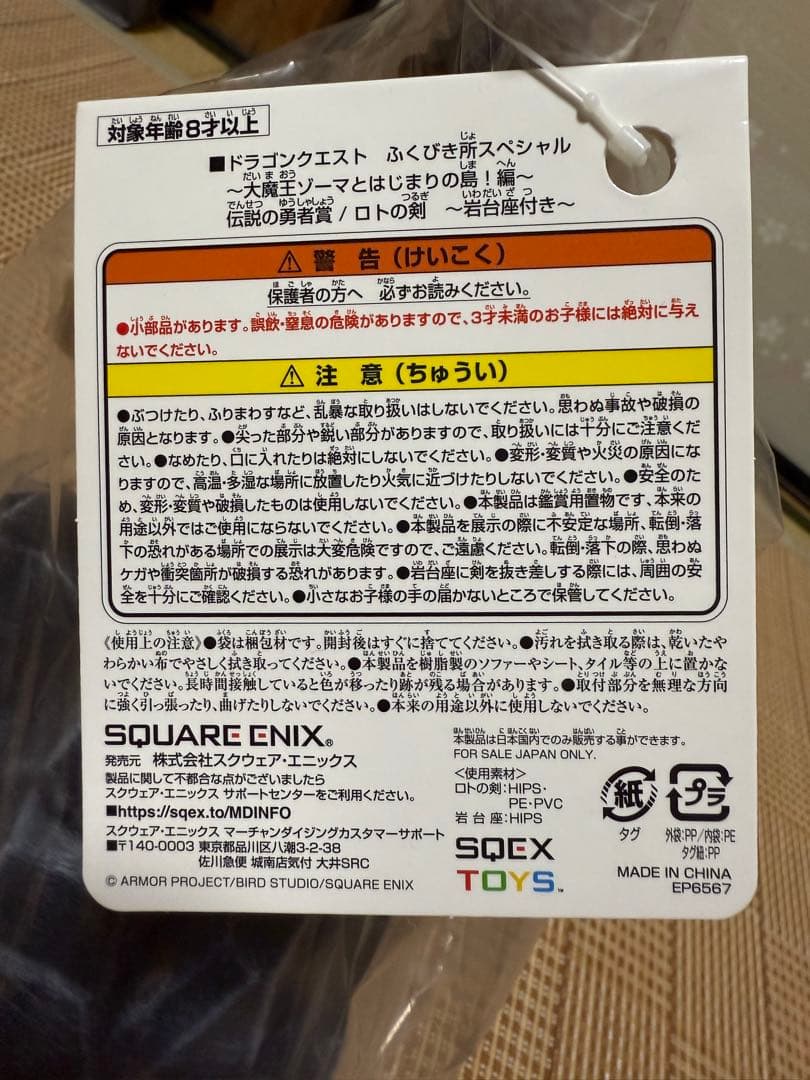 対象年齢8才以上
■ドラゴンクエスト ふくびき所スペシャル
～大魔王ゾーマとはじまりの島！編～
伝説の勇者賞 / ロトの剣 ～岩台座付き～
⚠ 警告（けいこく）
保護者の方へ 必ずお読みください。
●小部品があります。誤飲・窒息の危険がありますので、3才未満のお子様には絶対に与え
ないでください。
⚠ 注意（ちゅうい）
●ぶつけたり、ふりまわすなど、乱暴な取り扱いはしないでください。思わぬ事故や破損の
原因となります。●尖った部分や鋭い部分がありますので、取り扱いには十分にご注意くだ
さい。●なめたり、口に入れたりは絶対にしないでください。●変形・変質や火災の原因にな
りますので、高温・多湿な場所に放置したり火気に近づけたりしないでください。●安全のた
め、変形・変質や破損したものは使用しないでください。●本製品は鑑賞用置物です、本来の
用途以外ではご使用にならないでください。●本製品を展示の際に不安定な場所、転倒・落
下の恐れがある場所での展示は大変危険ですので、ご遠慮ください。転倒・落下の際、思わぬ
ケガや衝突箇所が破損する恐れがあります。●岩台座に剣を抜き差しする際には、周囲の安
全を十分にご確認ください。●小さなお子様の手の届かないところで保管してください。
《使用上の注意》●袋は梱包材です。開封後はすぐに捨ててください。●汚れを拭き取る際は、乾いたや
わらかい布でやさしく拭き取ってください。●本製品を樹脂製のソファーやシート、タイル等の上に置かな
いでください。長時間接触していると色が移ったり跡が残る場合があります。●取付部分を無理な方向
に強く引っ張ったり、曲げたりしないでください。●本来の用途以外に使用しないでください。
SQUARE ENIX®
発売元 株式会社スクウェア・エニックス
製品に関して不都合な点がございましたら
スクウェア・エニックス サポートセンターをご利用ください。
■https://sqex.to/MDINFO
スクウェア・エニックス マーチャンダイジングカスタマーサポート
■〒140-0003 東京都品川区八潮3-2-38
佐川急便 城南店気付 大井SRC
© ARMOR PROJECT/BIRD STUDIO/SQUARE ENIX
本製品は日本国内でのみ販売する事ができます。
FOR SALE JAPAN ONLY.
＜使用素材＞
ロトの剣：HIPS・
PE・PVC
岩台座：HIPS
SQEX
TOYS™
紙
タグ
プラ
外袋:PP/内袋:PE
タグ紐:PP
MADE IN CHINA
EP6567